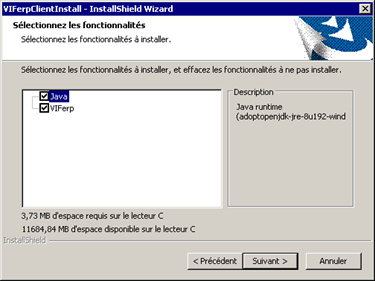 VIFerpClientInstall - InstallShield Wizard
Sélectionnez les fonctionnalités
Sélectionnez les fonctionnalités à installer.
Sélectionnez les fonctionnalités à installer, et effacez les fonctionnalités à ne pas installer.
Java
VIFerp
Description
Java runtime
(adoptopen)jdk-jre-8u192-wind
3,73 MB d'espace requis sur le lecteur C
11684,84 MB d'espace disponible sur le lecteur C
InstallShield
< Précédent
Suivant >
Annuler